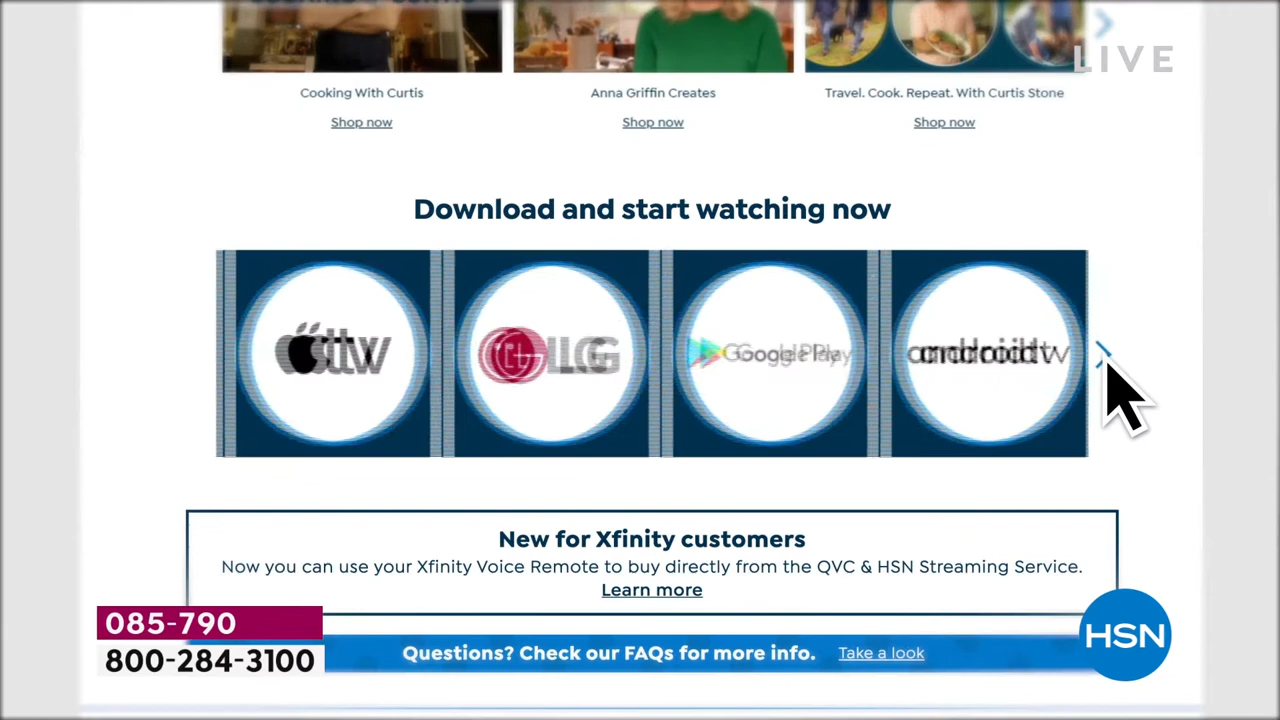 LIVE
Cooking With Curtis
Anna Griffin Creates
Travel. Cook. Repeat. With Curtis Stone
Shop now
Shop now
Shop now
Download and start watching now
tv
LG
Google Play
androidtv
New for Xfinity customers
Now you can use your Xfinity Voice Remote to buy directly from the QVC & HSN Streaming Service.
Learn more
085-790
800-284-3100
Questions? Check our FAQs for more info. Take a look
HSN